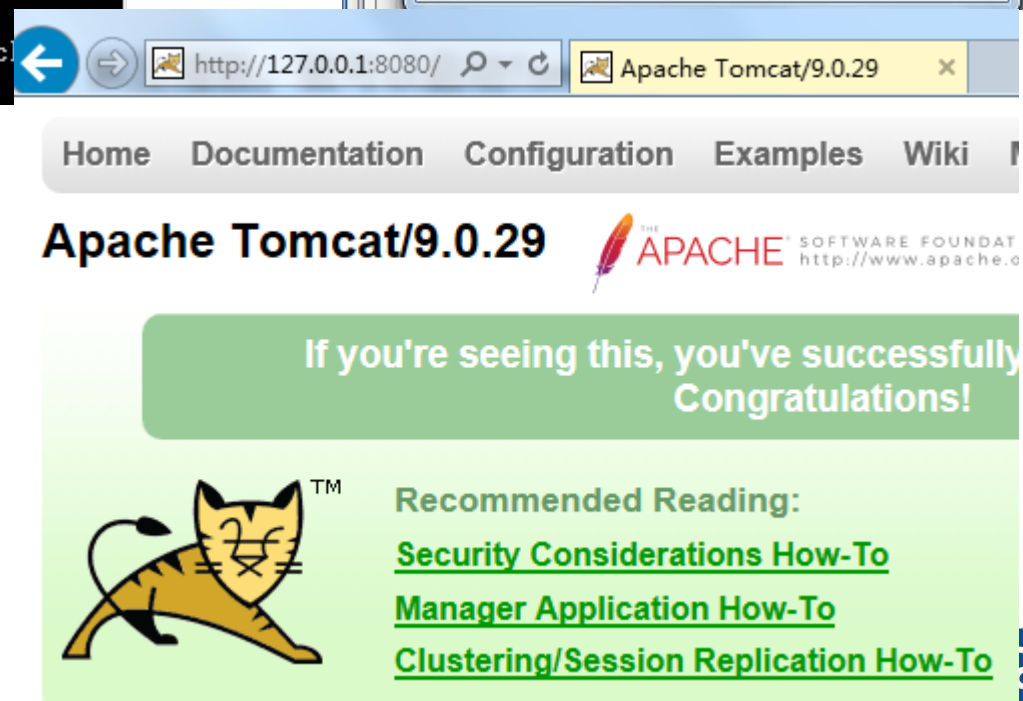 http://127.0.0.1:8080/
Apache Tomcat/9.0.29
Home Documentation Configuration Examples Wiki
Apache Tomcat/9.0.29
THE
APACHE SOFTWARE FOUNDAT
http://www.apache.o
If you're seeing this, you've successfully
Congratulations!
TM
Recommended Reading:
Security Considerations How-To
Manager Application How-To
Clustering/Session Replication How-To